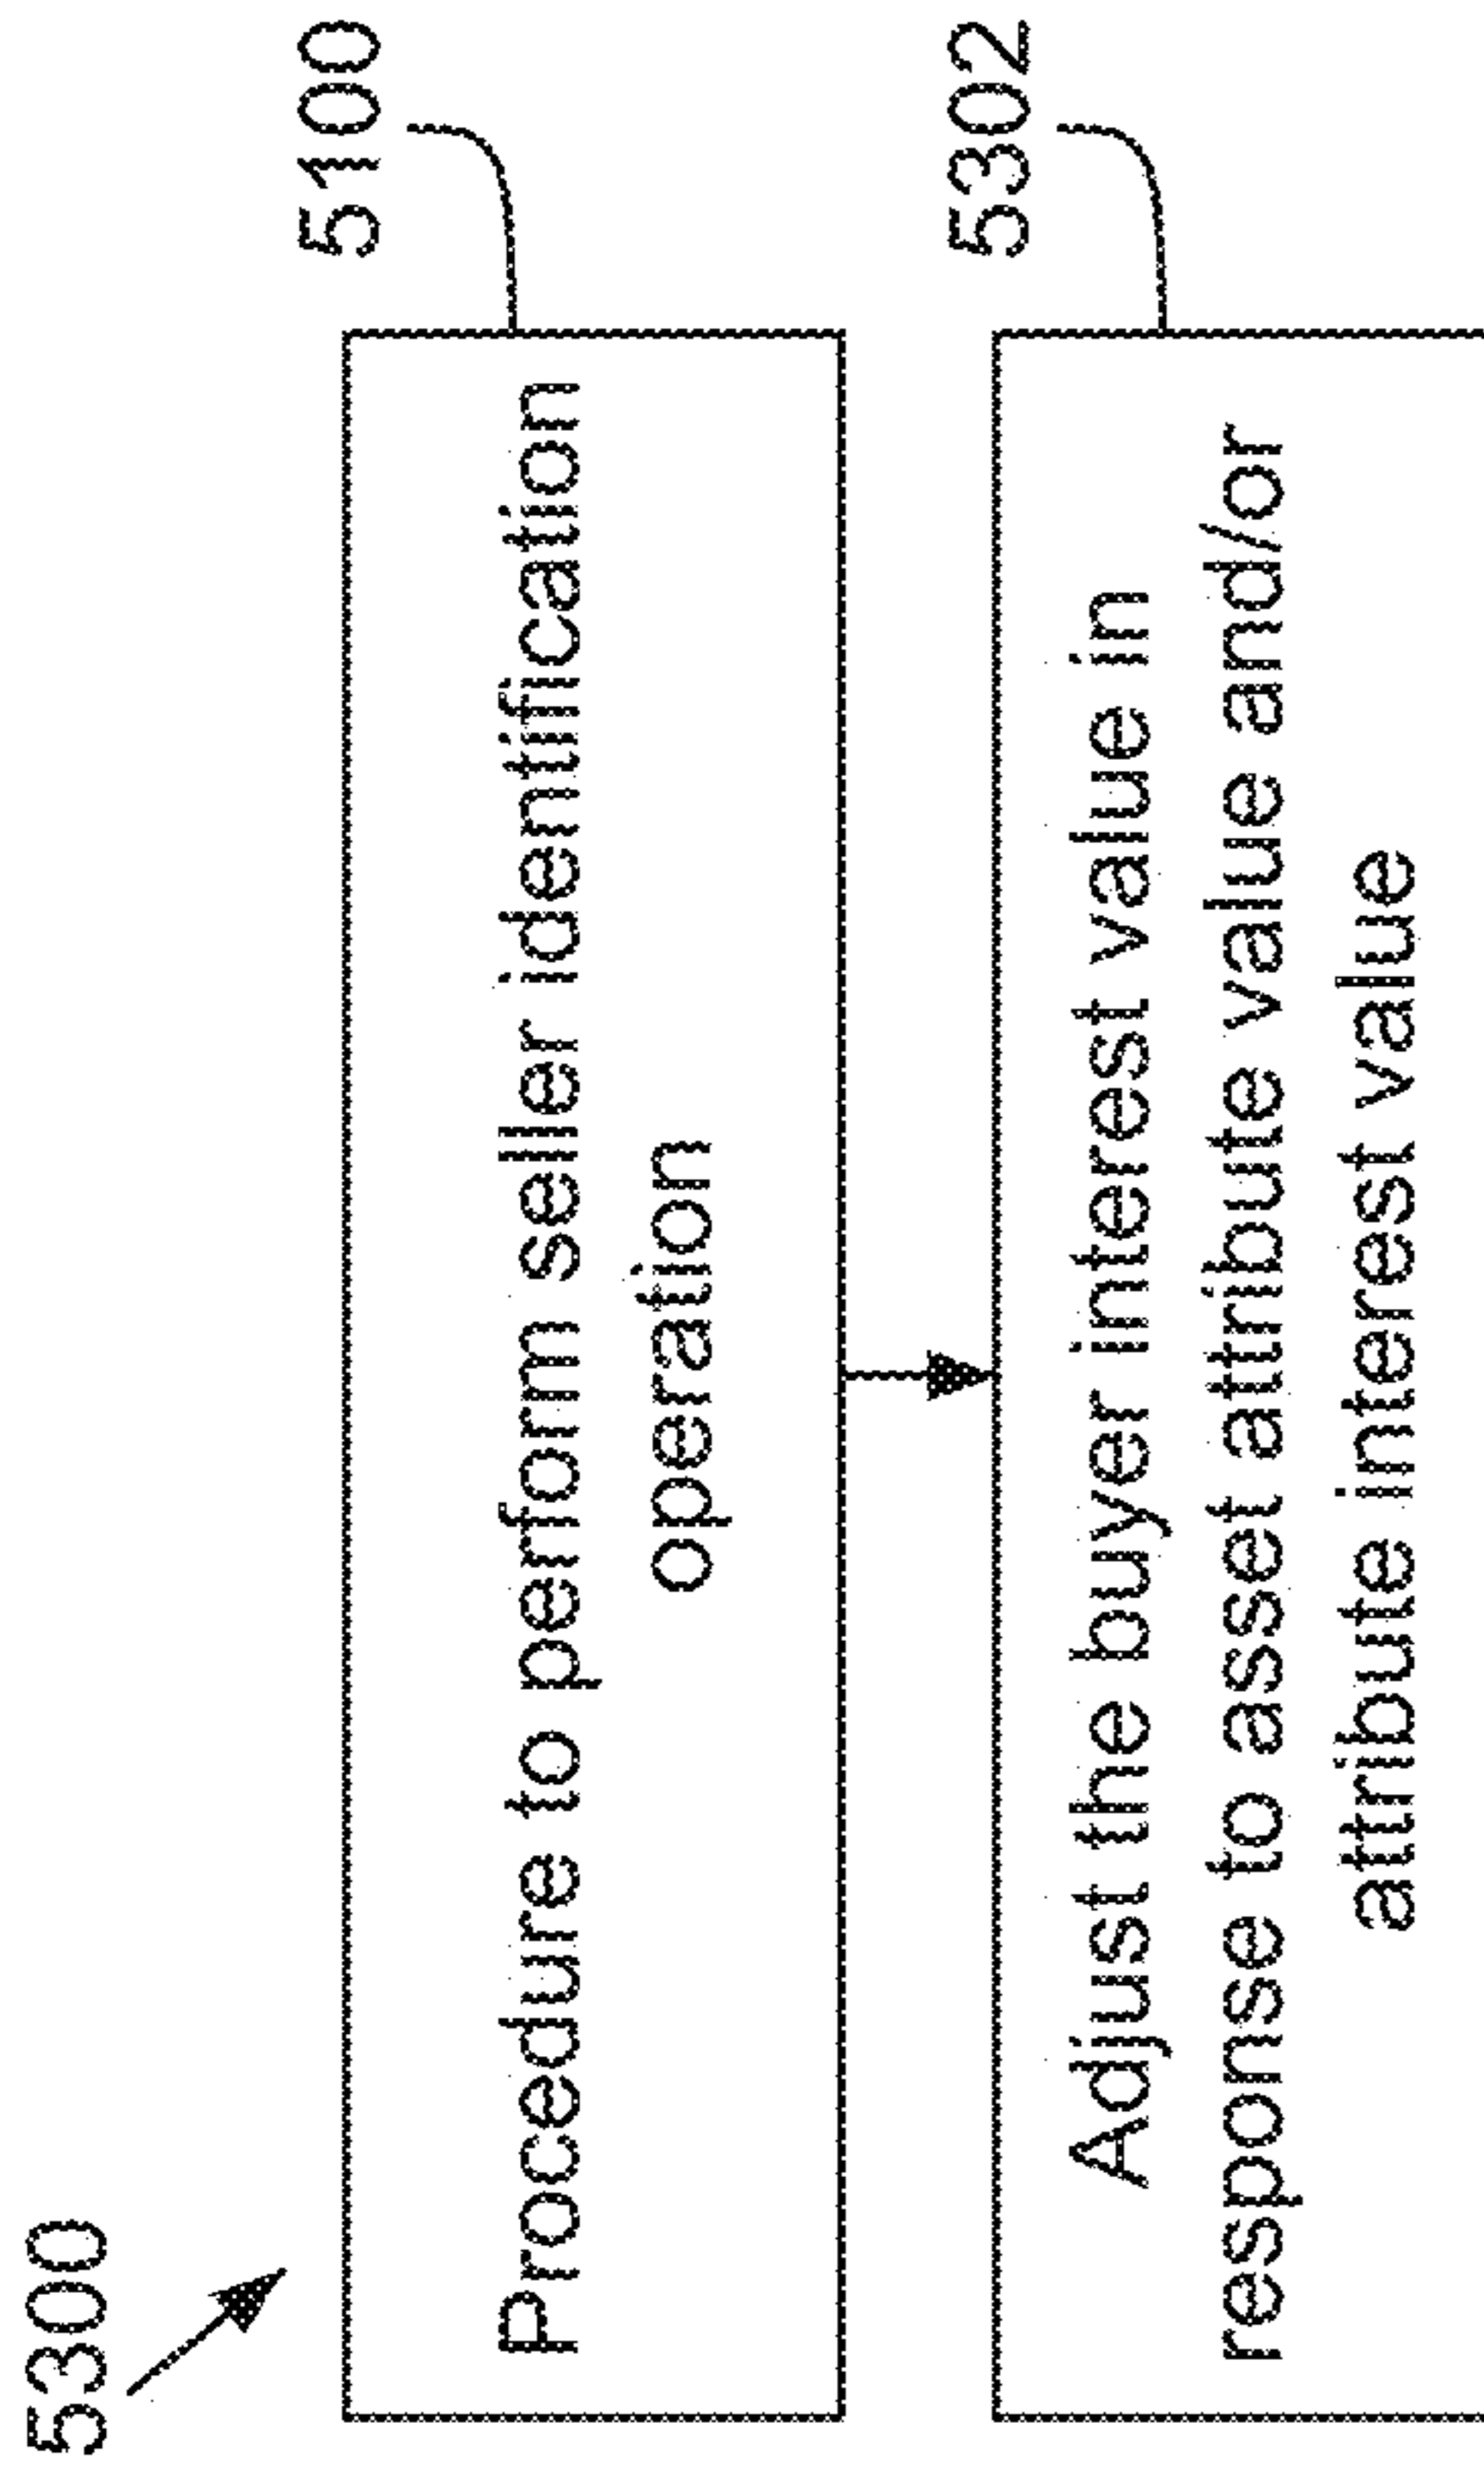 5300
5100
Procedure to perform seller identification
operation
5302
Adjust the buyer interest value in
response to asset attribute value and/or
attribute interest value